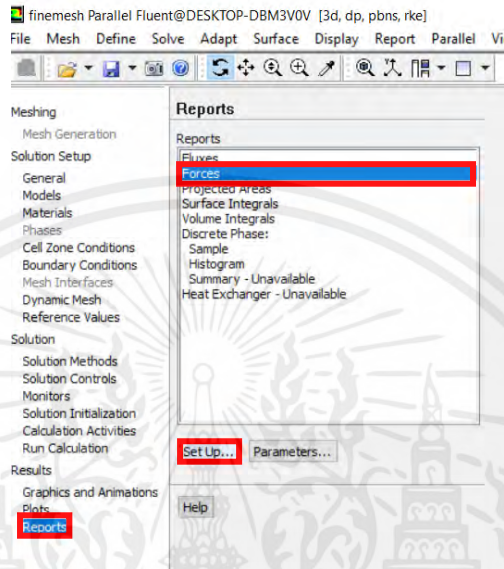 finemesh Parallel Fluent@DESKTOP-DBM3V0V [3d, dp, pbns, rke]
File Mesh Define Solve Adapt Surface Display Report Parallel Vi
Meshing
Mesh Generation
Solution Setup
General
Models
Materials
Phases
Cell Zone Conditions
Boundary Conditions
Mesh Interfaces
Dynamic Mesh
Reference Values
Solution
Solution Methods
Solution Controls
Monitors
Solution Initialization
Calculation Activities
Run Calculation
Results
Graphics and Animations
Plots
Reports
Reports
Reports
Fluxes
Forces
Projected Areas
Surface Integrals
Volume Integrals
Discrete Phase:
Sample
Histogram
Summary - Unavailable
Heat Exchanger - Unavailable
Set Up...
Parameters...
Help